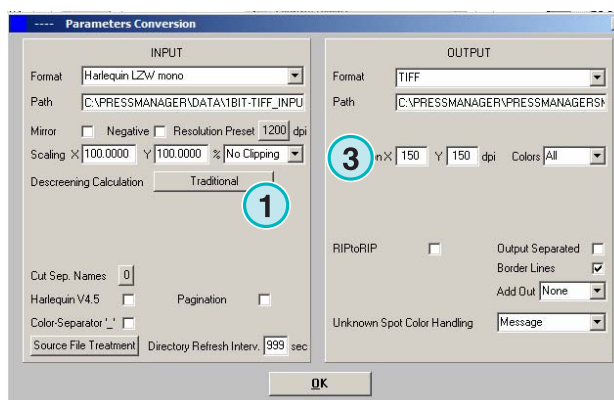 ---- Parameters Conversion
INPUT
Format Harlequin LZW mono
Path C:\PRESSMANAGER\DATA\1BIT-TIFF_INPU
Mirror Negative Resolution Preset 1200 dpi
Scaling X 100.0000 Y 100.0000 % No Clipping
Descreening Calculation Traditional
1
Cut Sep. Names 0
Harlequin V4.5 Pagination
Color-Separator '_'
Source File Treatment Directory Refresh Interv. 999 sec
OUTPUT
Format TIFF
Path C:\PRESSMANAGER\PRESSMANAGERSM
3 n X 150 Y 150 dpi Colors All
RIPtoRIP Output Separated
Border Lines
Add Out None
Unknown Spot Color Handling Message
OK